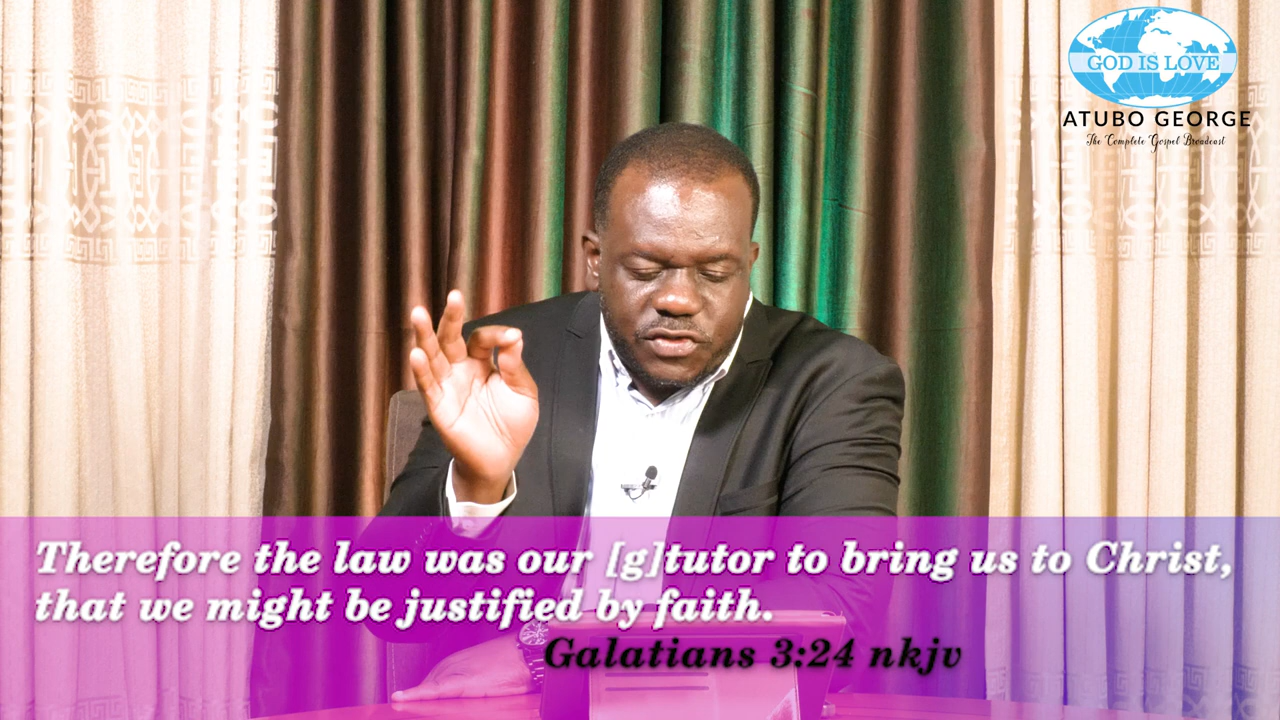 GOD IS LOVE
ATUBO GEORGE
The Complete Gospel Broadcast
Therefore the law was our [g]tutor to bring us to Christ,
that we might be justified by faith.
Galatians 3:24 nkjv